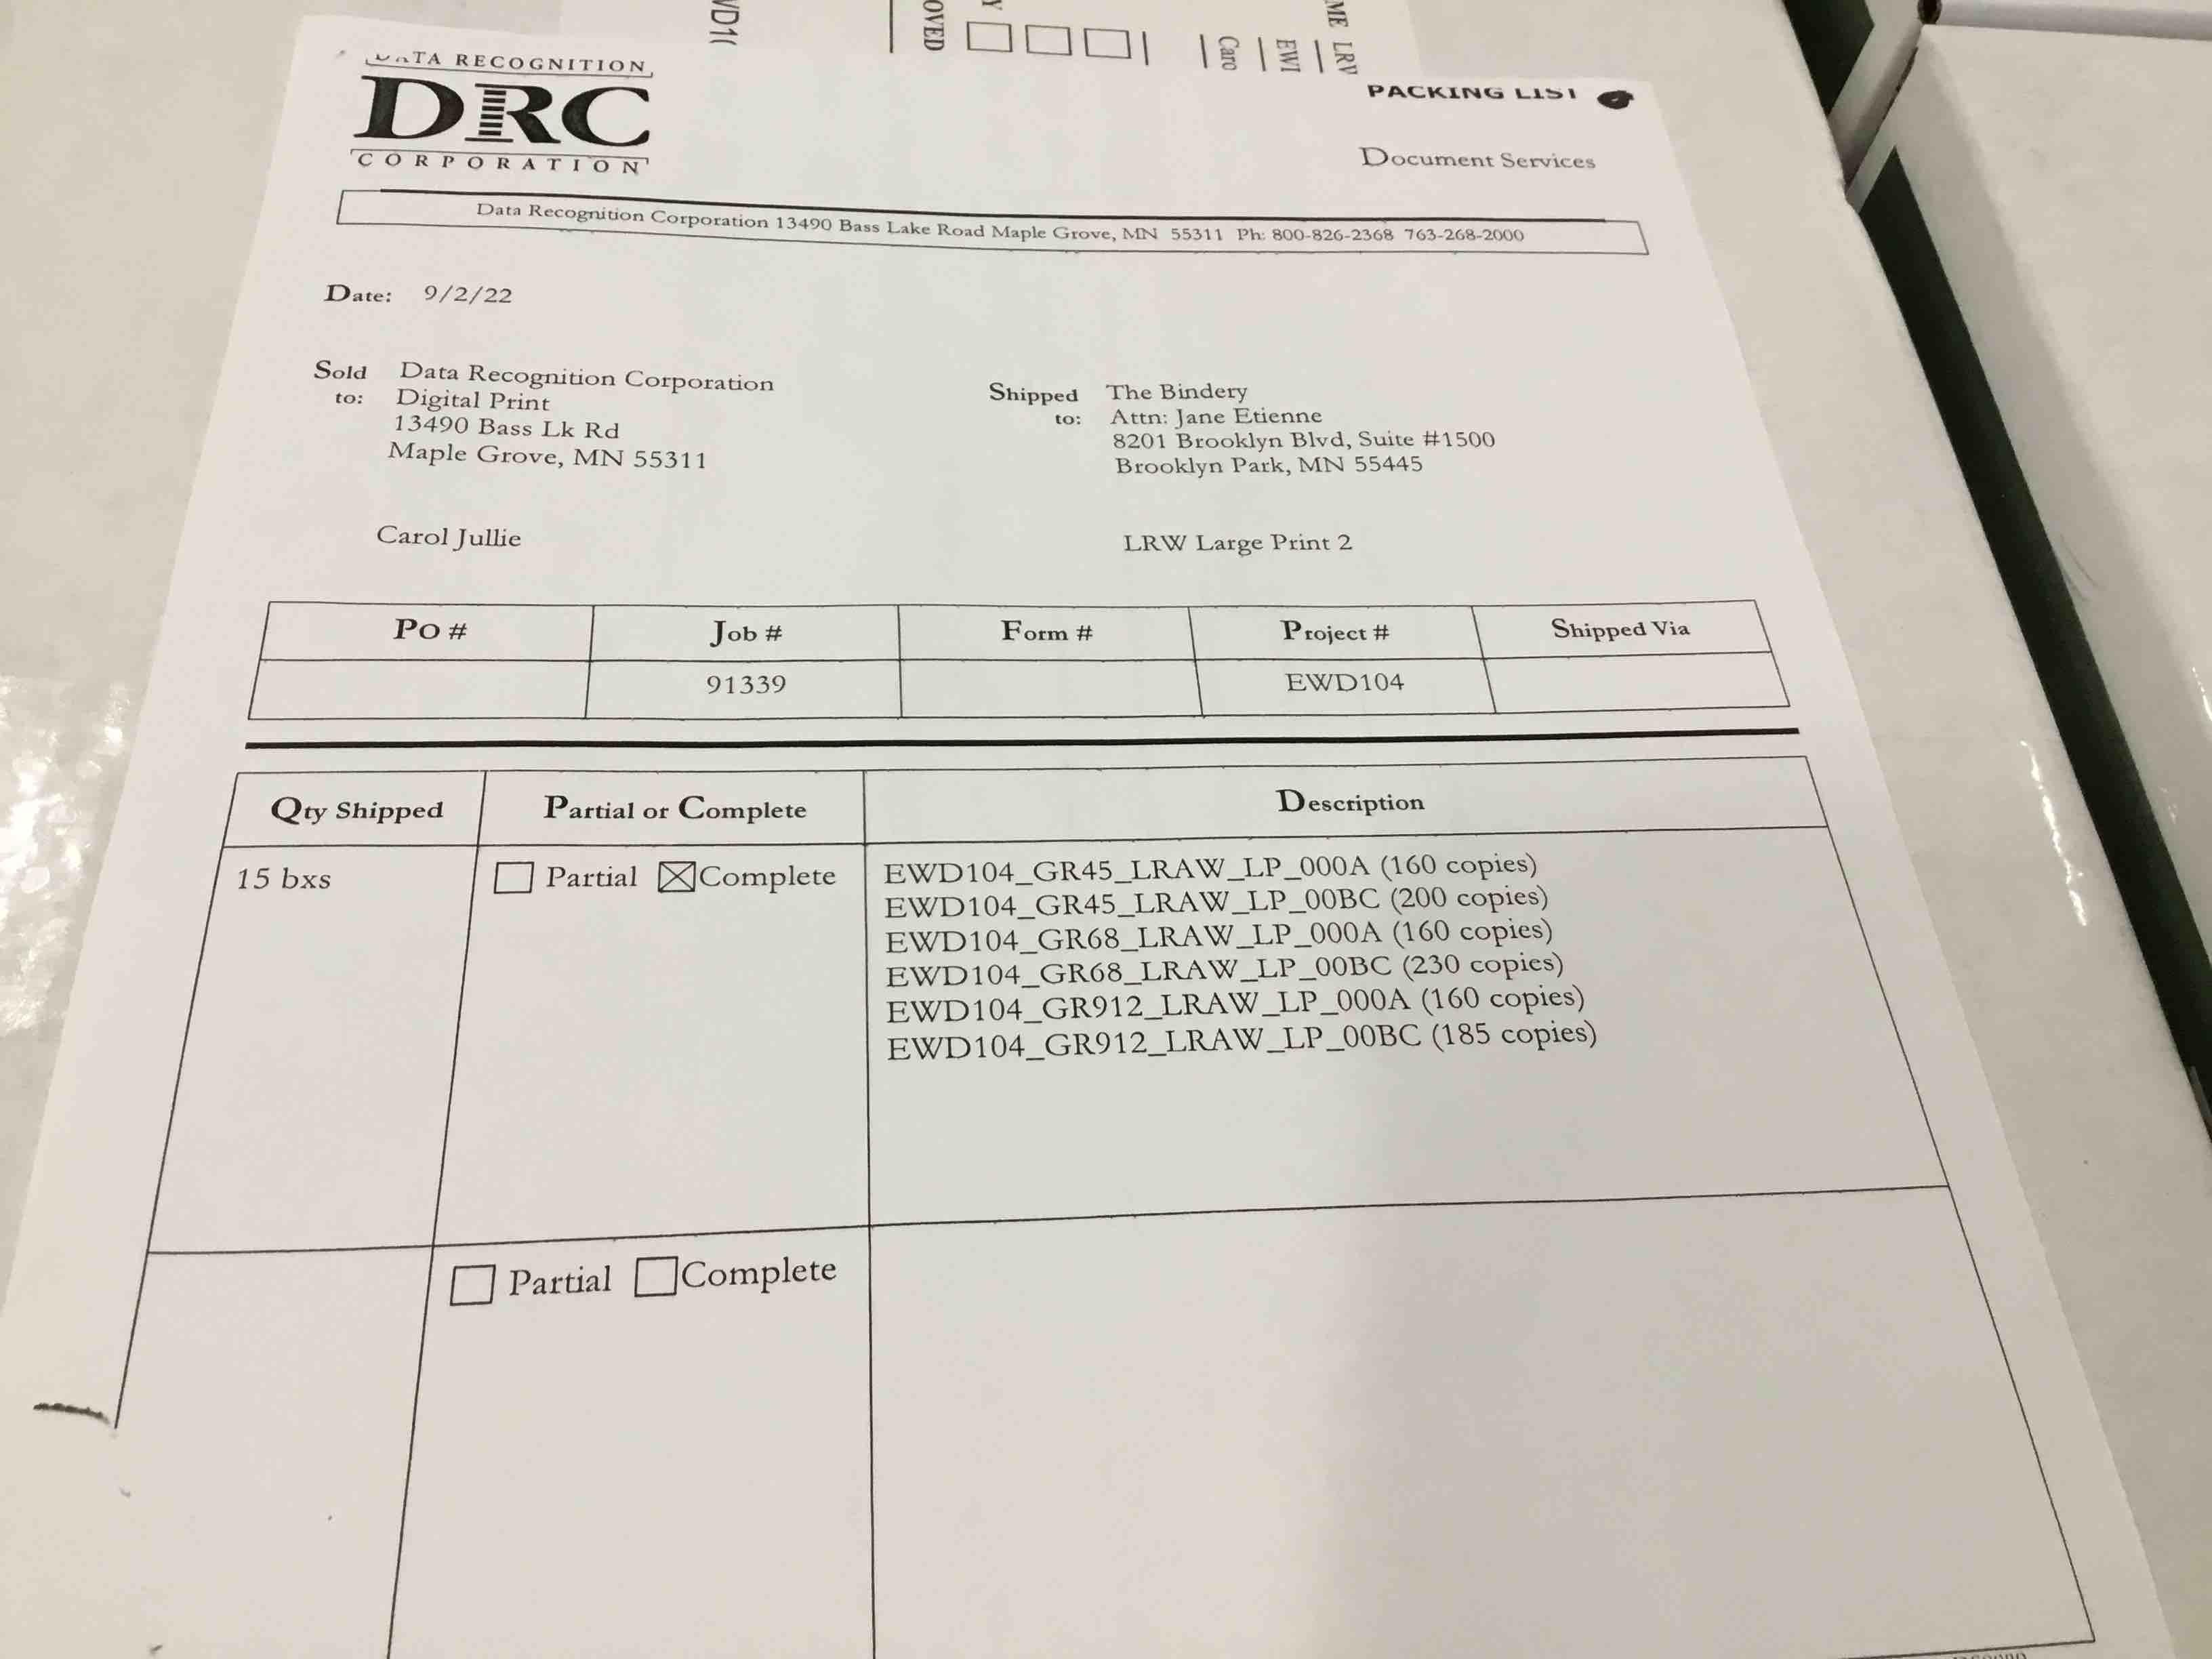 OVED
Caro
EWI
ME LRV
DATA RECOGNITION
DRC
CORPORATION
PACKING LIST
Document Services
Data Recognition Corporation 13490 Bass Lake Road Maple Grove, MN 55311 Ph: 800-826-2368 763-268-2000
Date: 9/2/22
Sold to: Data Recognition Corporation
Digital Print
13490 Bass Lk Rd
Maple Grove, MN 55311
Shipped to: The Bindery
Attn: Jane Etienne
8201 Brooklyn Blvd, Suite #1500
Brooklyn Park, MN 55445
Carol Jullie
LRW Large Print 2
PO # Job # Form # Project # Shipped Via
91339 EWD104
Qty Shipped Partial or Complete Description
15 bxs Partial Complete
EWD104_GR45_LRAW_LP_000A (160 copies)
EWD104_GR45_LRAW_LP_00BC (200 copies)
EWD104_GR68_LRAW_LP_000A (160 copies)
EWD104_GR68_LRAW_LP_00BC (230 copies)
EWD104_GR912_LRAW_LP_000A (160 copies)
EWD104_GR912_LRAW_LP_00BC (185 copies)
Partial Complete